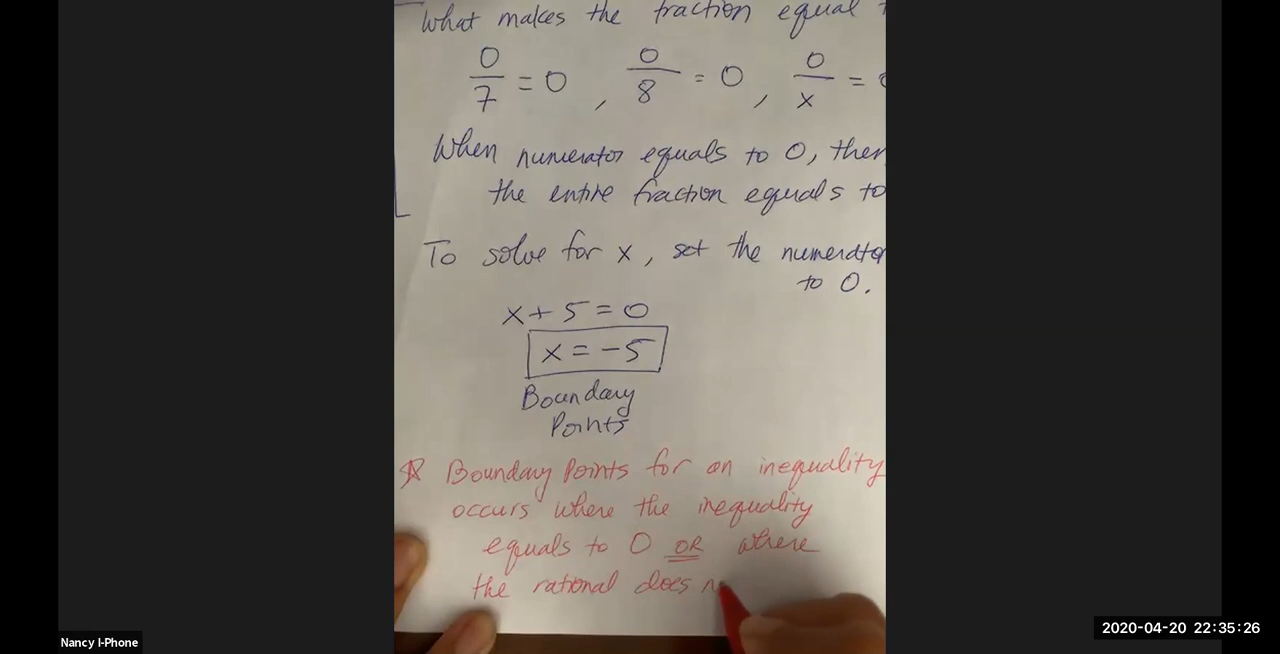 What makes the fraction equal
0/7 = 0 , 0/8 = 0 , 0/x =
When numerator equals to 0, then
the entire fraction equals to
To solve for x, set the numerator
to 0.
x + 5 = 0
x = -5
Boundary
Points
☆ Boundary Points for an inequality
occurs where the inequality
equals to 0 OR where
the rational does n
Nancy I-Phone
2020-04-20 22:35:26